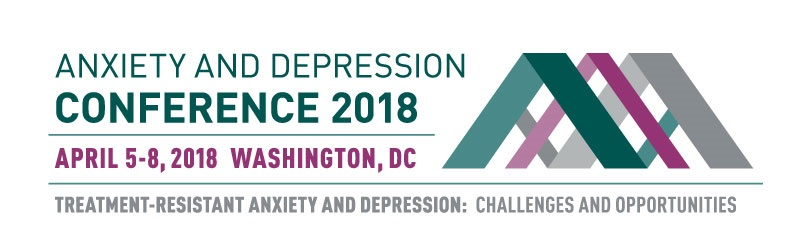 ANXIETY AND DEPRESSION
CONFERENCE 2018
APRIL 5-8, 2018 WASHINGTON, DC
TREATMENT-RESISTANT ANXIETY AND DEPRESSION: CHALLENGES AND OPPORTUNITIES